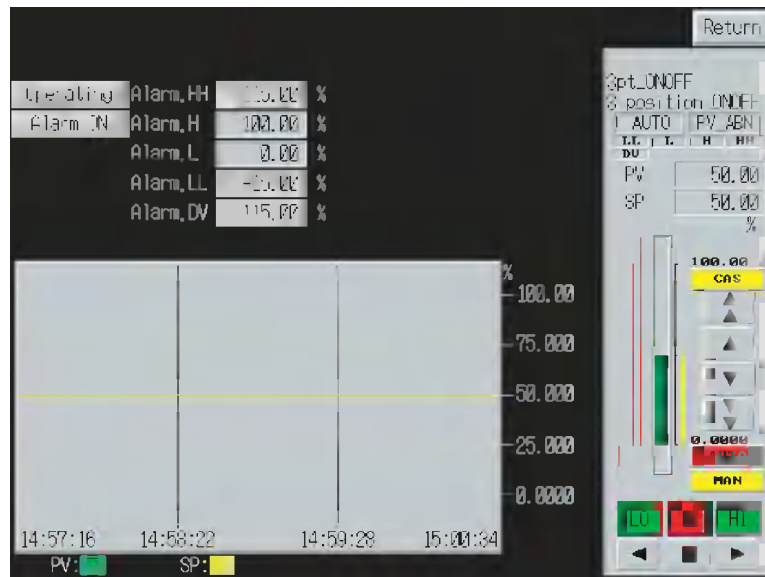 Return
Operating Alarm.HH %
Alarm ON Alarm.H 100.00 %
Alarm.L 0.00 %
Alarm.LL %
Alarm.DV 115.00 %
3pt_ONOFF
3 position ONOFF
AUTO PV ABN
LL L H HH
DV
PV 50.00
SP 50.00
%
100.00
CAS
0.0000
MAN
LO HI
%
100.00
75.000
50.000
25.000
0.0000
14:57:16 14:58:22 14:59:28 15:00:34
PV: SP: